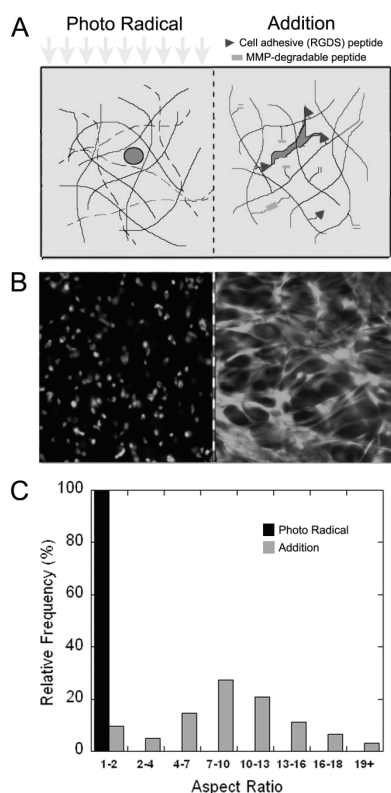 A
Photo Radical
Addition
Cell adhesive (RGDS) peptide
MMP-degradable peptide
B
C
Relative Frequency (%)
100
80
60
40
20
0
Photo Radical
Addition
1-2 2-4 4-7 7-10 10-13 13-16 16-18 19+
Aspect Ratio